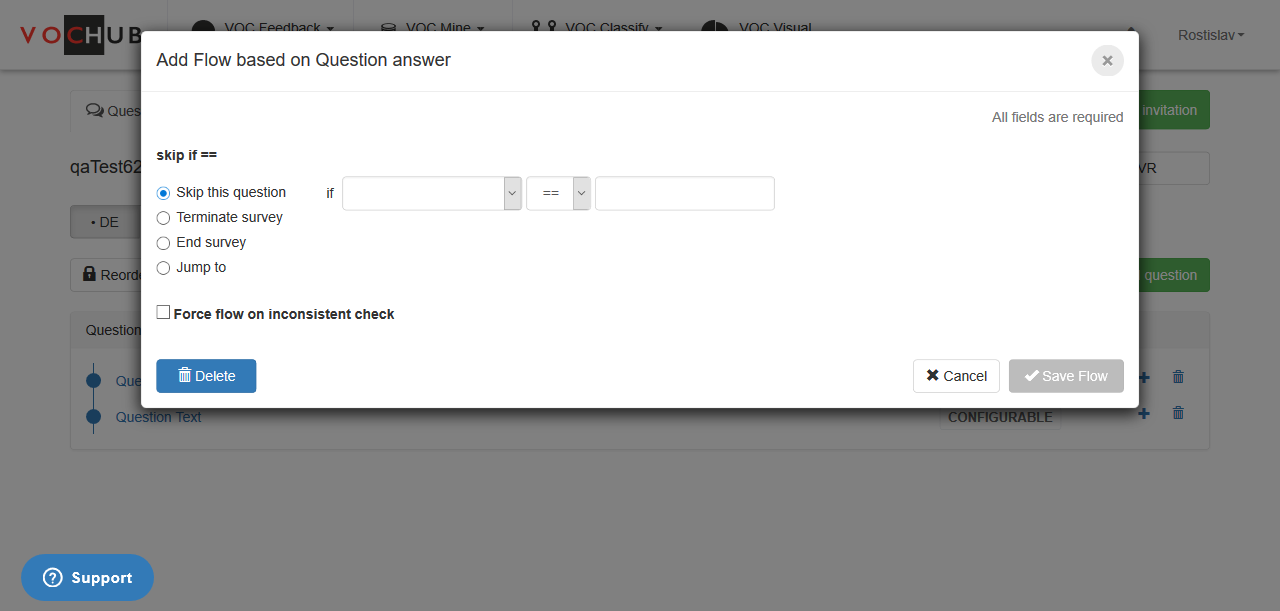 VOCHUB
VOC Feedback
VOC Mine
VOC Classify
VOC Visual
Rostislav
Add Flow based on Question answer
Ques
invitation
All fields are required
skip if ==
qaTest62
VR
Skip this question
if
==
Terminate survey
• DE
End survey
Jump to
Reorde
question
Force flow on inconsistent check
Question
Delete
Cancel
Save Flow
Que
Question Text
CONFIGURABLE
Support